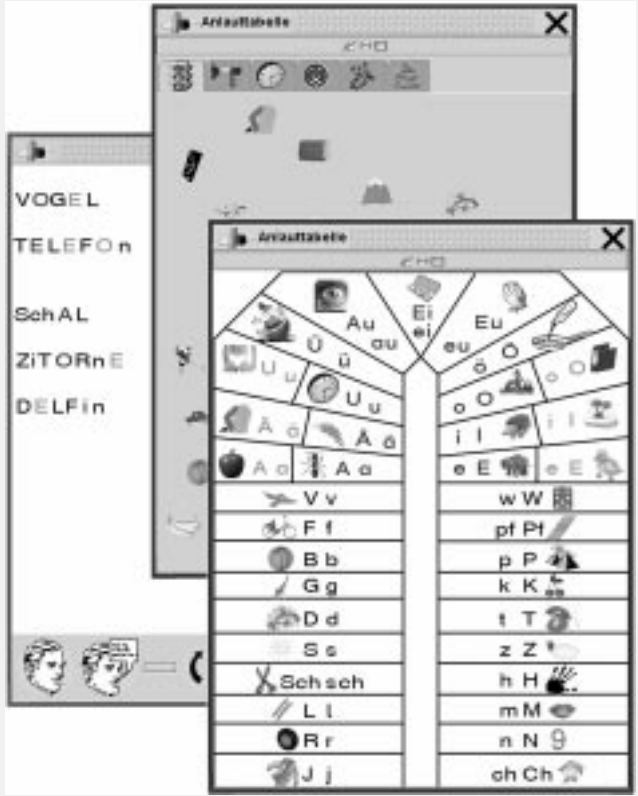 Anlauttabelle
VOGEL
TELEFOn
SchAL
ZiTORnE
DELFin
Anlauttabelle
Au au
Ei ei
Eu eu
Ü ü
ö Ö
U u
o O
U u
o O
Ä ä
Ä ä
i I
i I
A a
A a
e E
e E
V v
w W
F f
pf Pf
B b
p P
G g
k K
D d
t T
S s
z Z
Sch sch
h H
L l
m M
R r
n N
J j
ch Ch